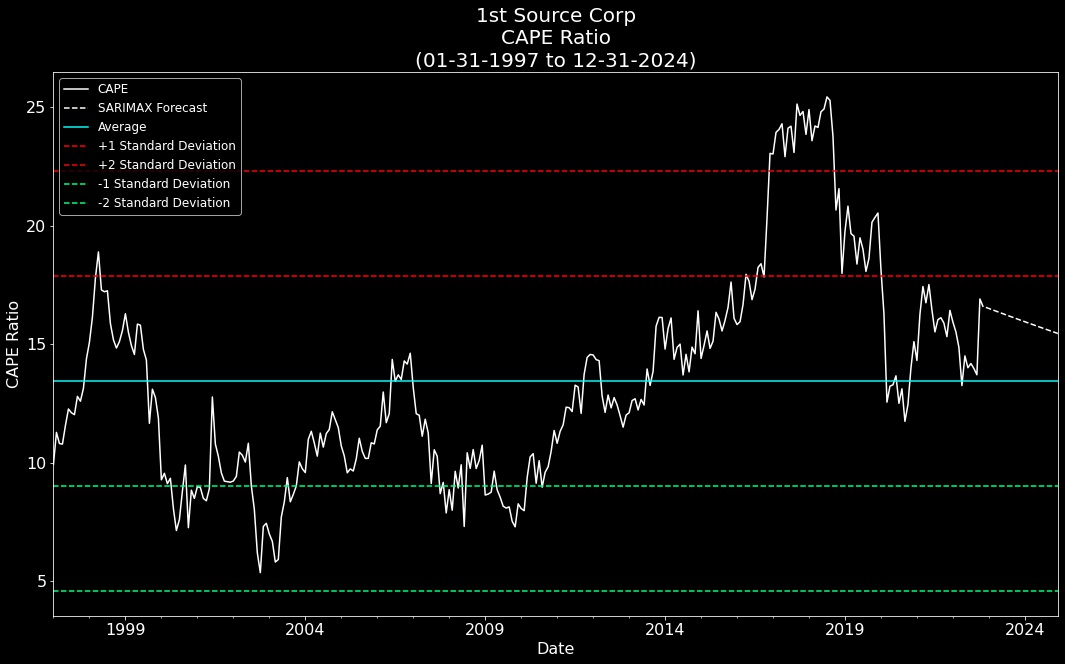 1st Source Corp
CAPE Ratio
(01-31-1997 to 12-31-2024)
CAPE
SARIMAX Forecast
Average
+1 Standard Deviation
+2 Standard Deviation
-1 Standard Deviation
-2 Standard Deviation
CAPE Ratio
25
20
15
10
5
1999
2004
2009
2014
2019
2024
Date